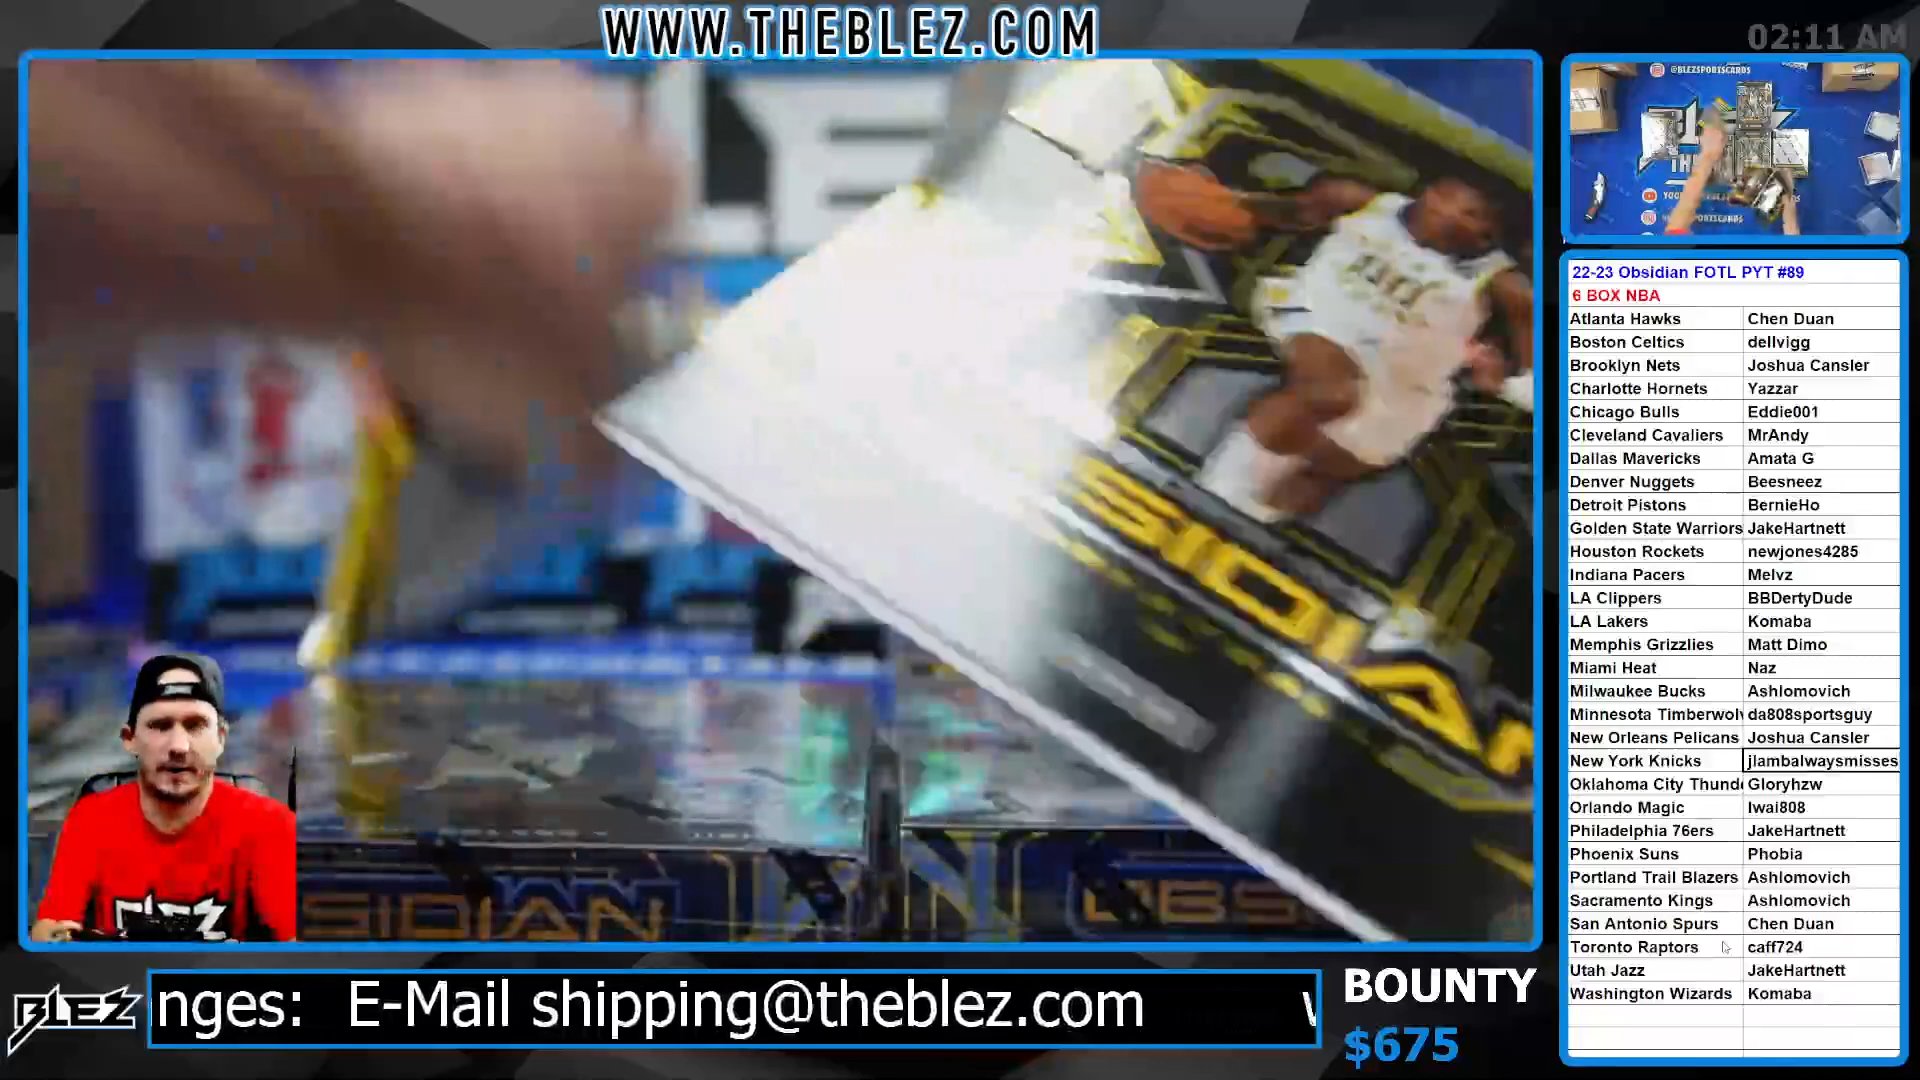 WWW.THEBLEZ.COM
02:11 AM
@BLEZSPORTSCARDS
22-23 Obsidian FOTL PYT #89
6 BOX NBA
Atlanta Hawks Chen Duan
Boston Celtics dellvigg
Brooklyn Nets Joshua Cansler
Charlotte Hornets Yazzar
Chicago Bulls Eddie001
Cleveland Cavaliers MrAndy
Dallas Mavericks Amata G
Denver Nuggets Beesneez
Detroit Pistons BernieHo
Golden State Warriors JakeHartnett
Houston Rockets newjones4285
Indiana Pacers Melvz
LA Clippers BBDertyDude
LA Lakers Komaba
Memphis Grizzlies Matt Dimo
Miami Heat Naz
Milwaukee Bucks Ashlomovich
Minnesota Timberwolv da808sportsguy
New Orleans Pelicans Joshua Cansler
New York Knicks jlambalwaysmisses
Oklahoma City Thunde Gloryhzw
Orlando Magic Iwai808
Philadelphia 76ers JakeHartnett
Phoenix Suns Phobia
Portland Trail Blazers Ashlomovich
Sacramento Kings Ashlomovich
San Antonio Spurs Chen Duan
Toronto Raptors caff724
Utah Jazz JakeHartnett
Washington Wizards Komaba
SIDIAN
OBS
BLEZ
BLEZ
nges: E-Mail shipping@theblez.com
BOUNTY
$675